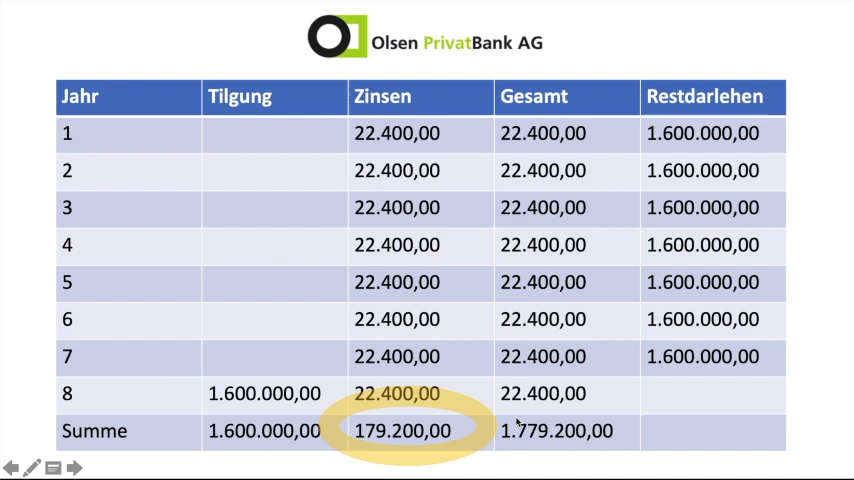 Olsen PrivatBank AG
Jahr Tilgung Zinsen Gesamt Restdarlehen
1 22.400,00 22.400,00 1.600.000,00
2 22.400,00 22.400,00 1.600.000,00
3 22.400,00 22.400,00 1.600.000,00
4 22.400,00 22.400,00 1.600.000,00
5 22.400,00 22.400,00 1.600.000,00
6 22.400,00 22.400,00 1.600.000,00
7 22.400,00 22.400,00 1.600.000,00
8 1.600.000,00 22.400,00 22.400,00
Summe 1.600.000,00 179.200,00 1.779.200,00